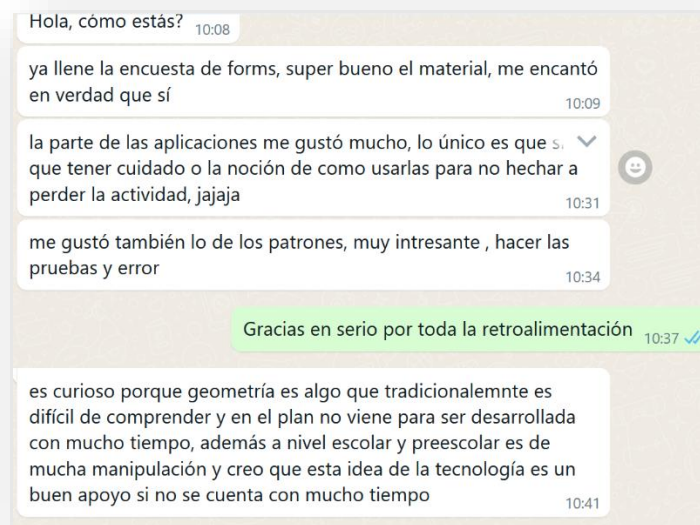 Hola, cómo estás? 10:08
ya llene la encuesta de forms, super bueno el material, me encantó
en verdad que sí
10:09
la parte de las aplicaciones me gustó mucho, lo único es que
que tener cuidado o la noción de como usarlas para no hechar a
perder la actividad, jajaja
10:31
me gustó también lo de los patrones, muy intresante , hacer las
pruebas y error
10:34
Gracias en serio por toda la retroalimentación 10:37
es curioso porque geometría es algo que tradicionalemnte es
difícil de comprender y en el plan no viene para ser desarrollada
con mucho tiempo, además a nivel escolar y preescolar es de
mucha manipulación y creo que esta idea de la tecnología es un
buen apoyo si no se cuenta con mucho tiempo
10:41